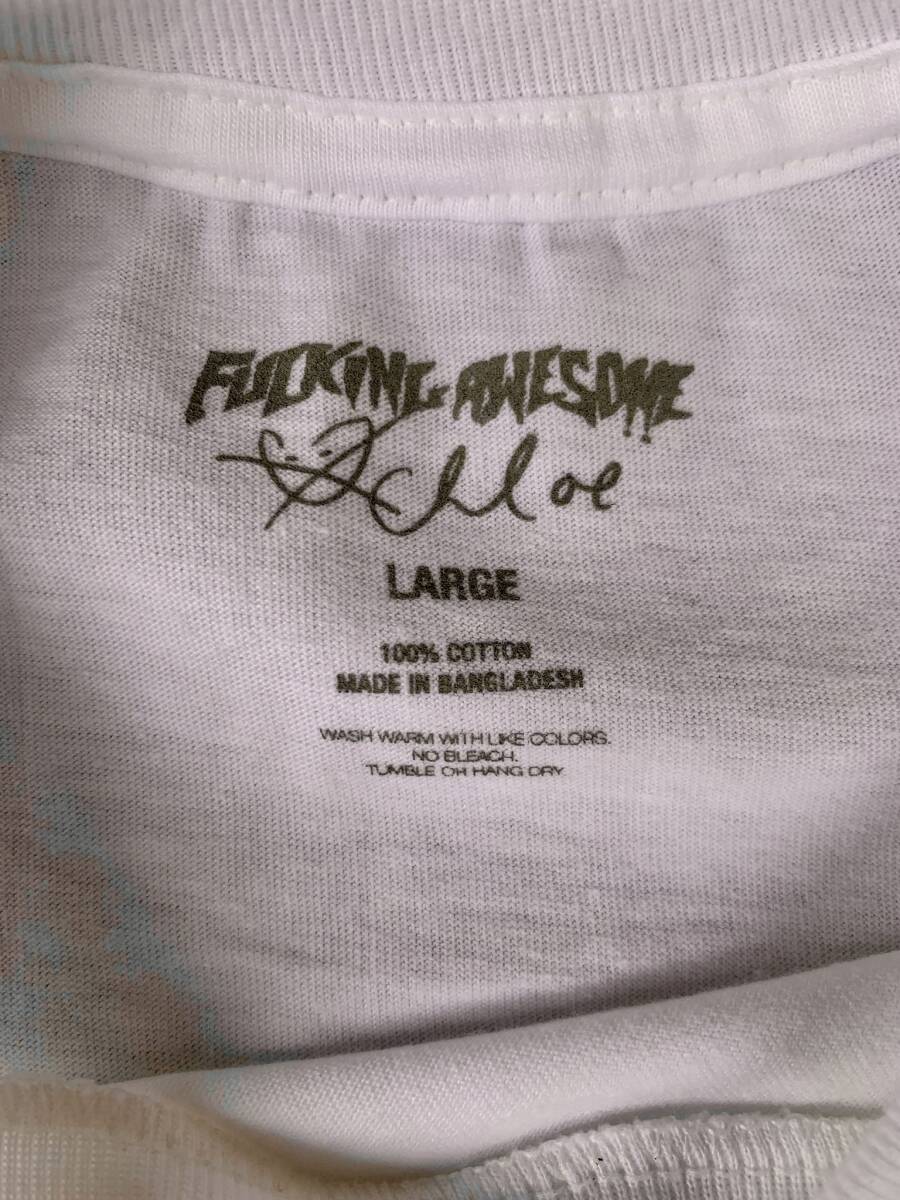 FUCKING AWESOME
Chloe
LARGE
100% COTTON
MADE IN BANGLADESH
WASH WARM WITH LIKE COLORS.
NO BLEACH.
TUMBLE OR HANG DRY